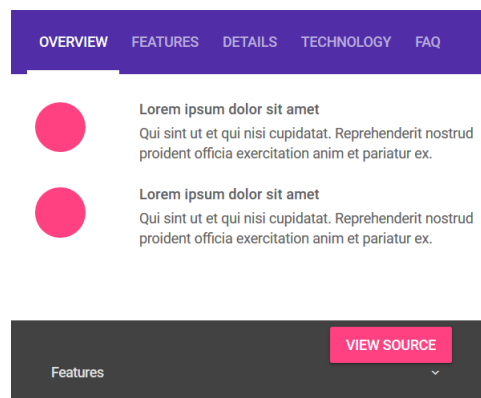 OVERVIEW FEATURES DETAILS TECHNOLOGY FAQ
Lorem ipsum dolor sit amet
Qui sint ut et qui nisi cupidatat. Reprehenderit nostrud
proident officia exercitation anim et pariatur ex.
Lorem ipsum dolor sit amet
Qui sint ut et qui nisi cupidatat. Reprehenderit nostrud
proident officia exercitation anim et pariatur ex.
VIEW SOURCE
Features